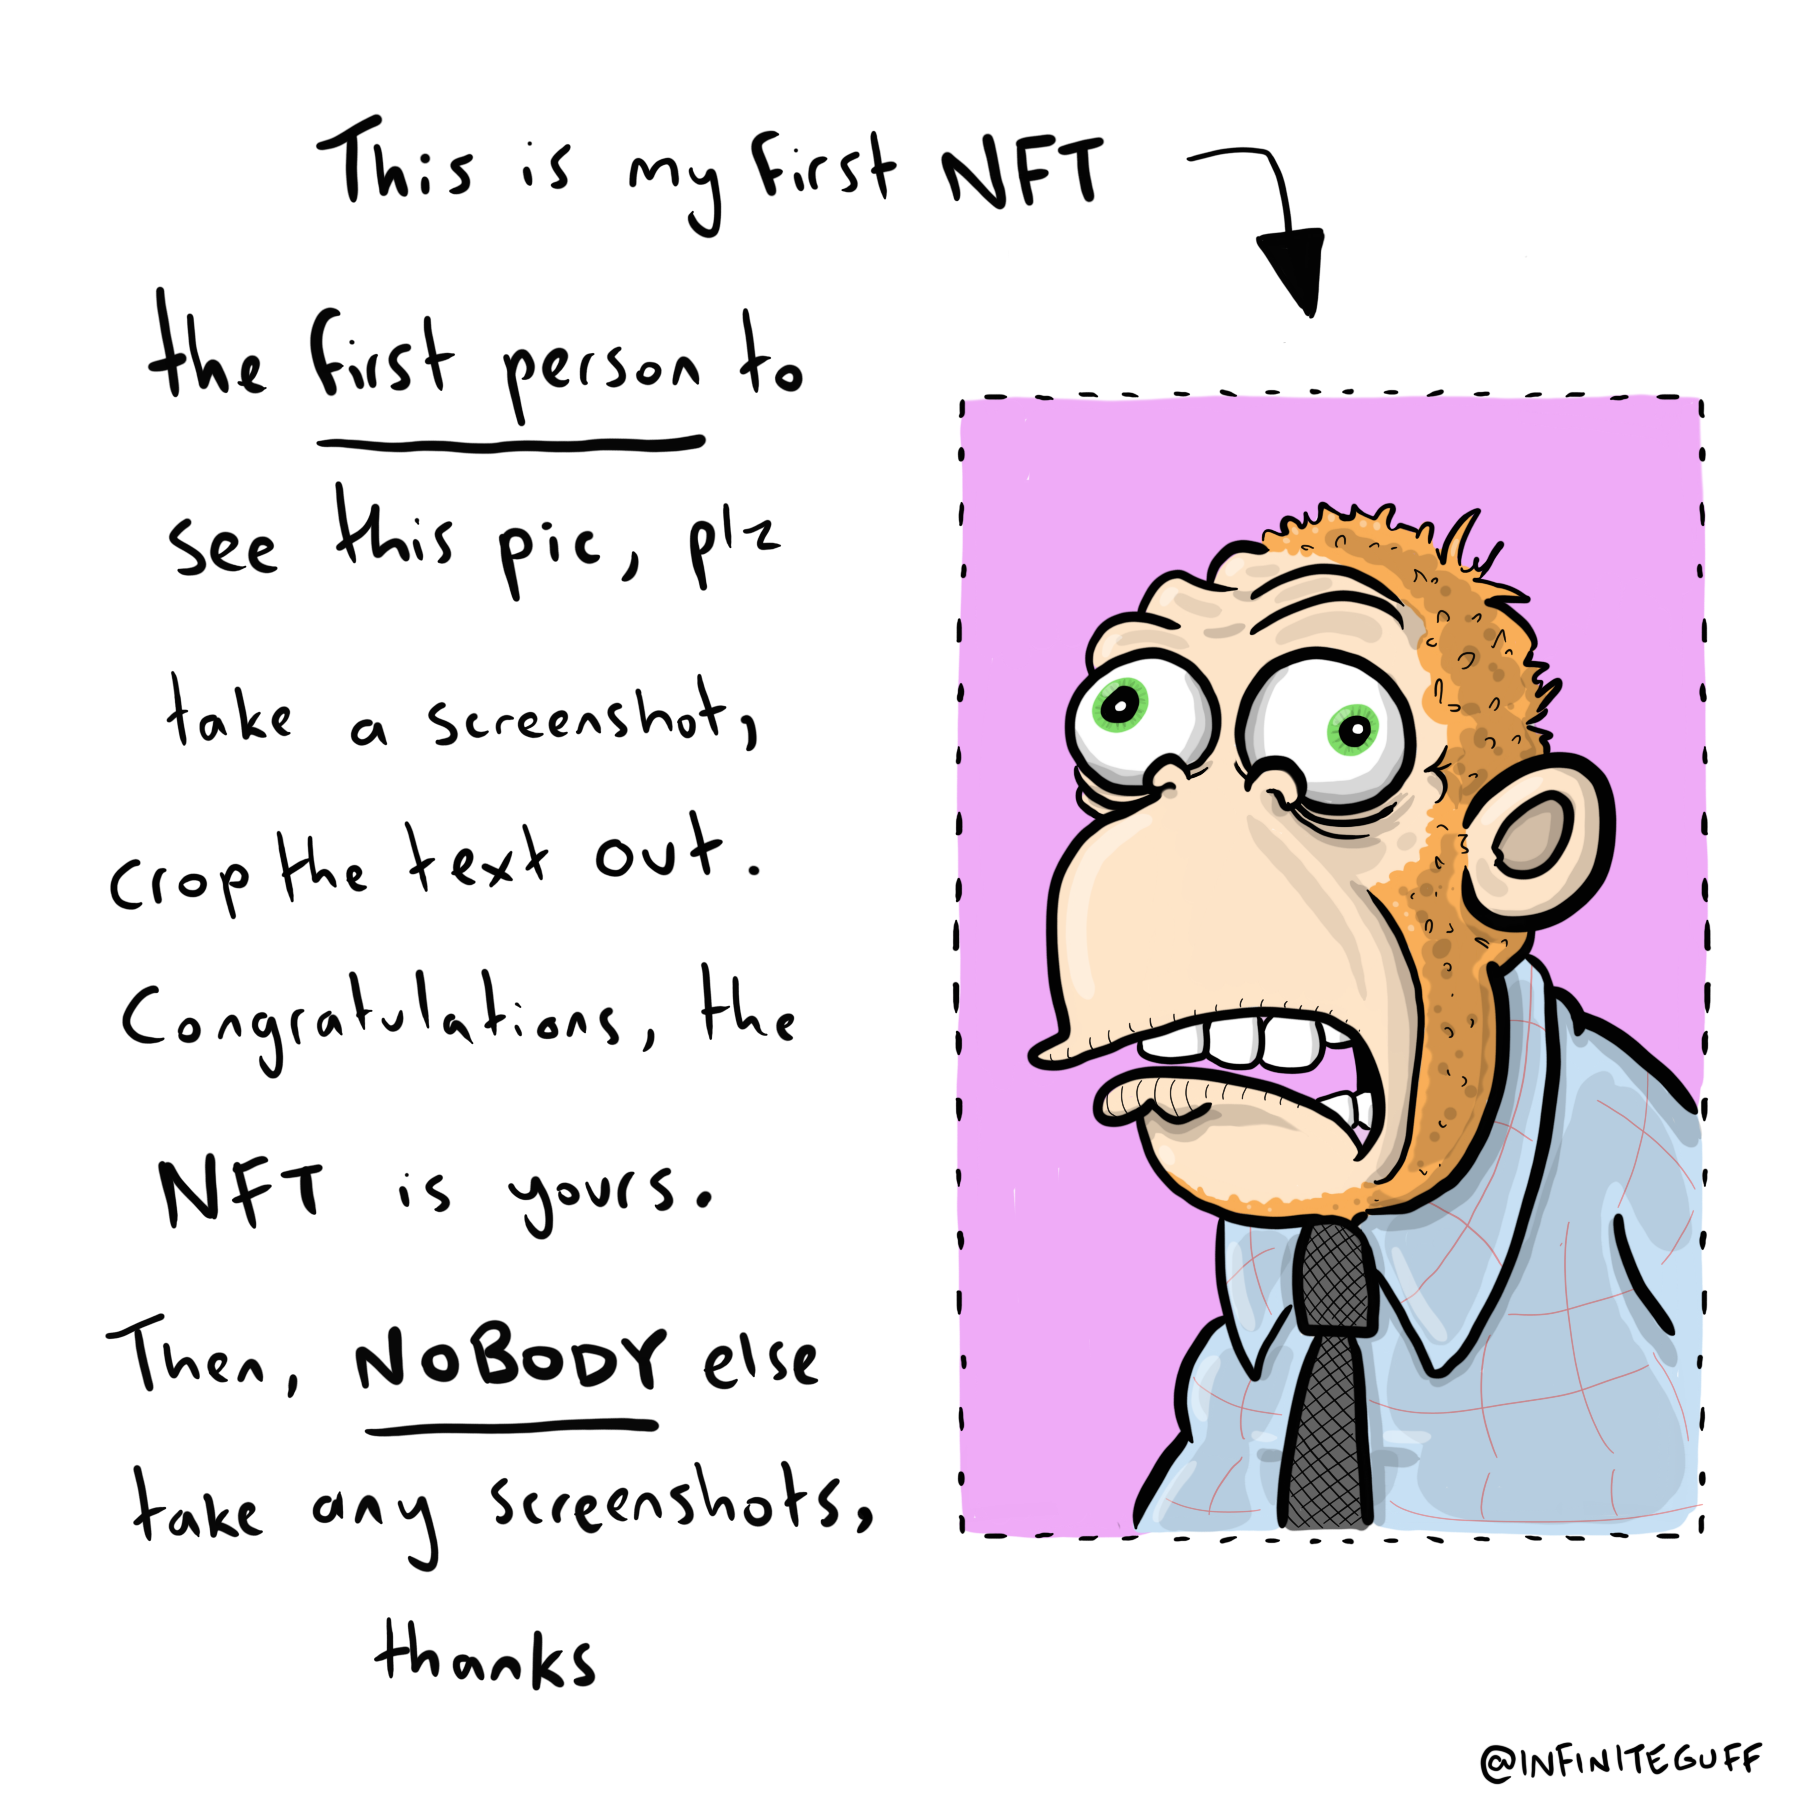 This is my first NFT
the first person to
see this pic, plz
take a screenshot,
crop the text out.
Congratulations, the
NFT is yours.
Then, NOBODY else
take any screenshots,
thanks
@INFINITEGUFF